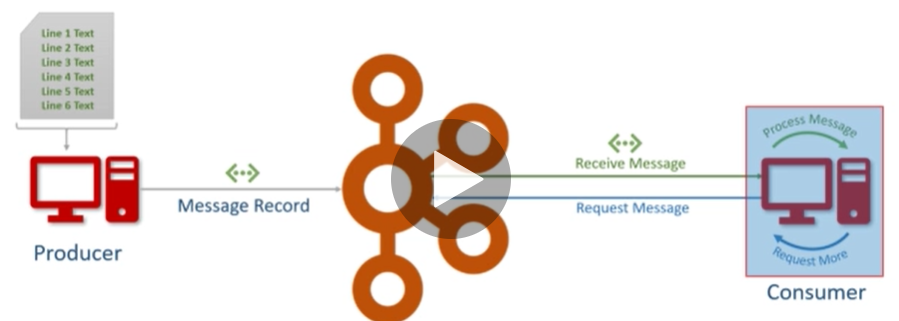 Line 1 Text
Line 2 Text
Line 3 Text
Line 4 Text
Line 5 Text
Line 6 Text
Producer
Message Record
Receive Message
Request Message
Process Message
Request More
Consumer